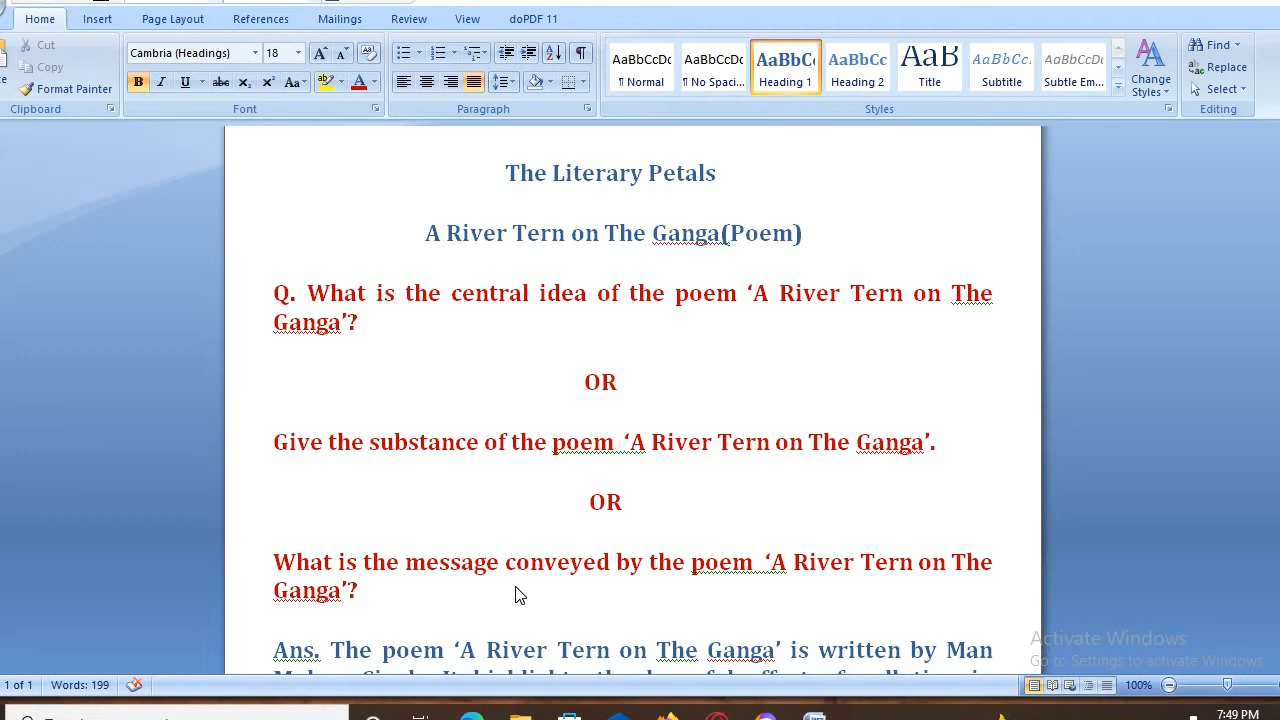 Home Insert Page Layout References Mailings Review View doPDF 11
Cut
Copy
Format Painter
Clipboard
Cambria (Headings) 18
Font
Paragraph
AaBbCcDc AaBbCcDc AaBbCc AaBbCc AaB AaBbCc. AaBbCcDc
¶ Normal ¶ No Spaci... Heading 1 Heading 2 Title Subtitle Subtle Em...
Change
Styles
Styles
Find
Replace
Select
Editing
The Literary Petals
A River Tern on The Ganga(Poem)
Q. What is the central idea of the poem ‘A River Tern on The
Ganga’?
OR
Give the substance of the poem ‘A River Tern on The Ganga’.
OR
What is the message conveyed by the poem ‘A River Tern on The
Ganga’?
Ans. The poem ‘A River Tern on The Ganga’ is written by Man
Activate Windows
Go to Settings to activate Windows.
1 of 1 Words: 199 100%
7:49 PM